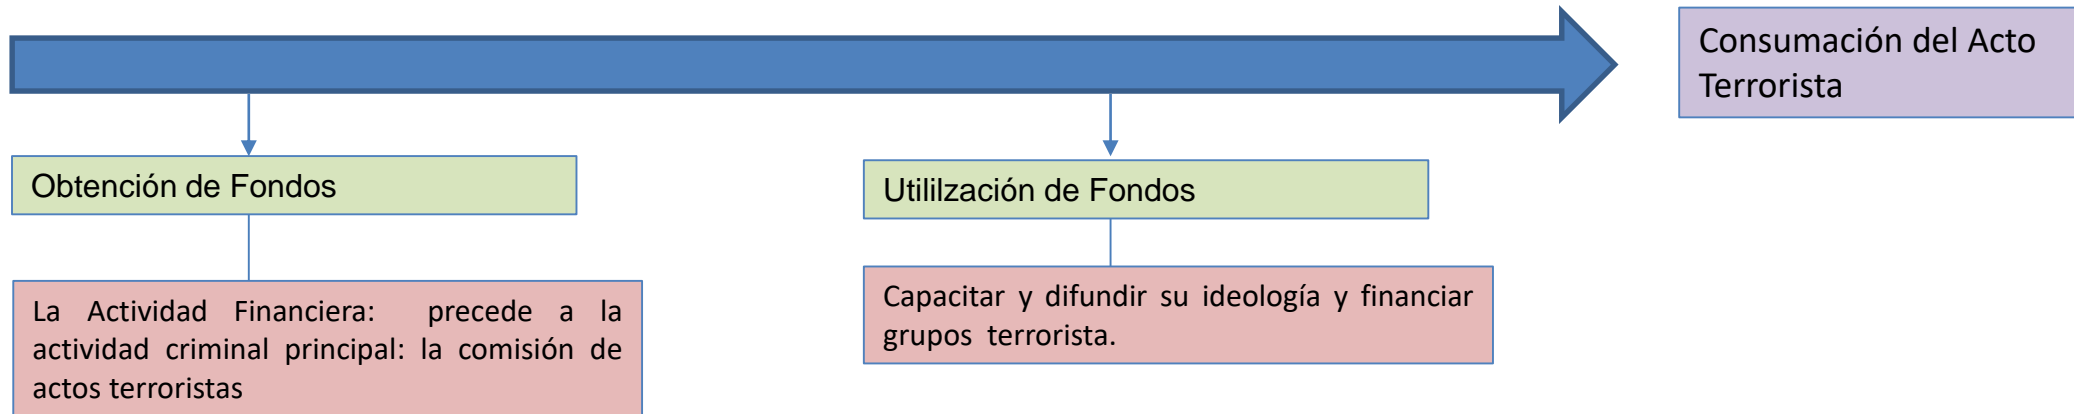 Consumación del Acto
Terrorista
Obtención de Fondos
Utililzación de Fondos
La Actividad Financiera: precede a la
actividad criminal principal: la comisión de
actos terroristas
Capacitar y difundir su ideología y financiar
grupos terrorista.